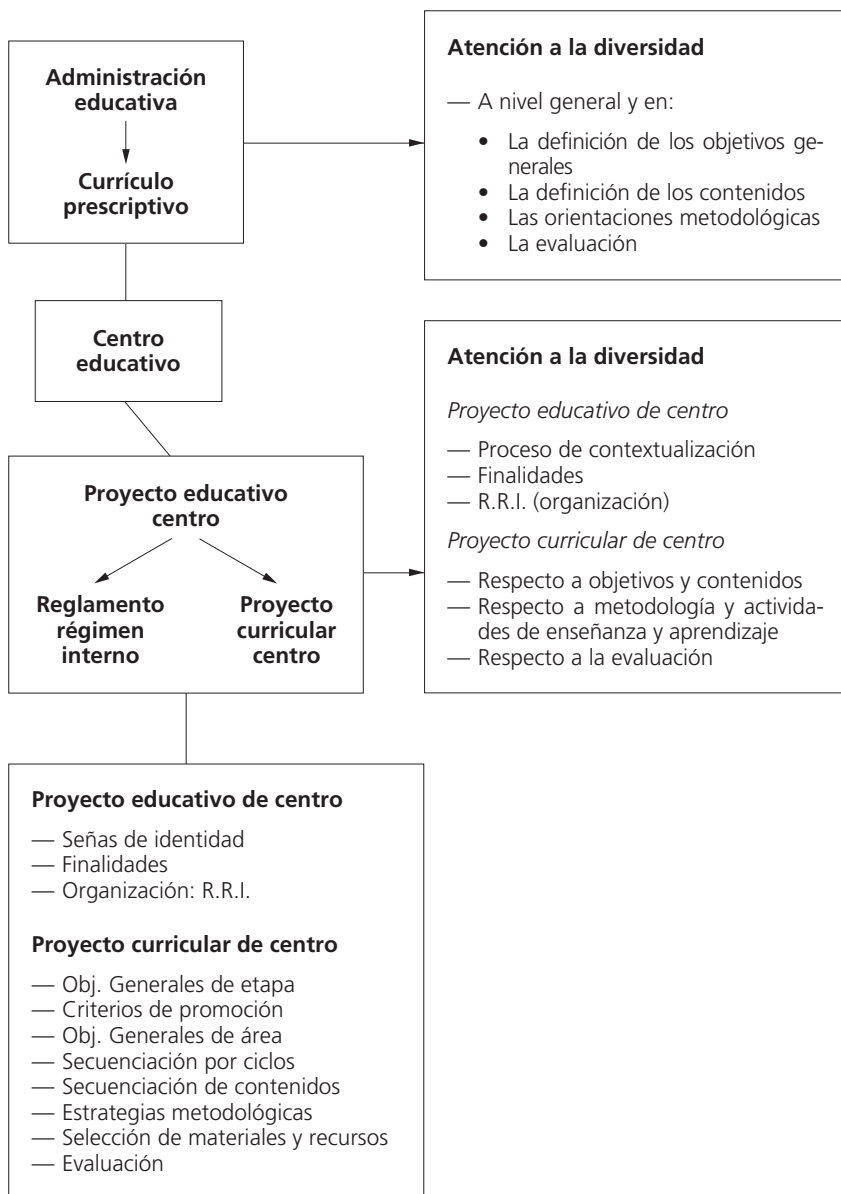 Administración
educativa
Currículo
prescriptivo
Atención a la diversidad
— A nivel general y en:
• La definición de los objetivos ge-
nerales
• La definición de los contenidos
• Las orientaciones metodológicas
• La evaluación
Centro
educativo
Proyecto educativo
centro
Reglamento
régimen
interno
Proyecto
curricular
centro
Atención a la diversidad
Proyecto educativo de centro
— Proceso de contextualización
— Finalidades
— R.R.I. (organización)
Proyecto curricular de centro
— Respecto a objetivos y contenidos
— Respecto a metodología y activida-
des de enseñanza y aprendizaje
— Respecto a la evaluación
Proyecto educativo de centro
— Señas de identidad
— Finalidades
— Organización: R.R.I.
Proyecto curricular de centro
— Obj. Generales de etapa
— Criterios de promoción
— Obj. Generales de área
— Secuenciación por ciclos
— Secuenciación de contenidos
— Estrategias metodológicas
— Selección de materiales y recursos
— Evaluación